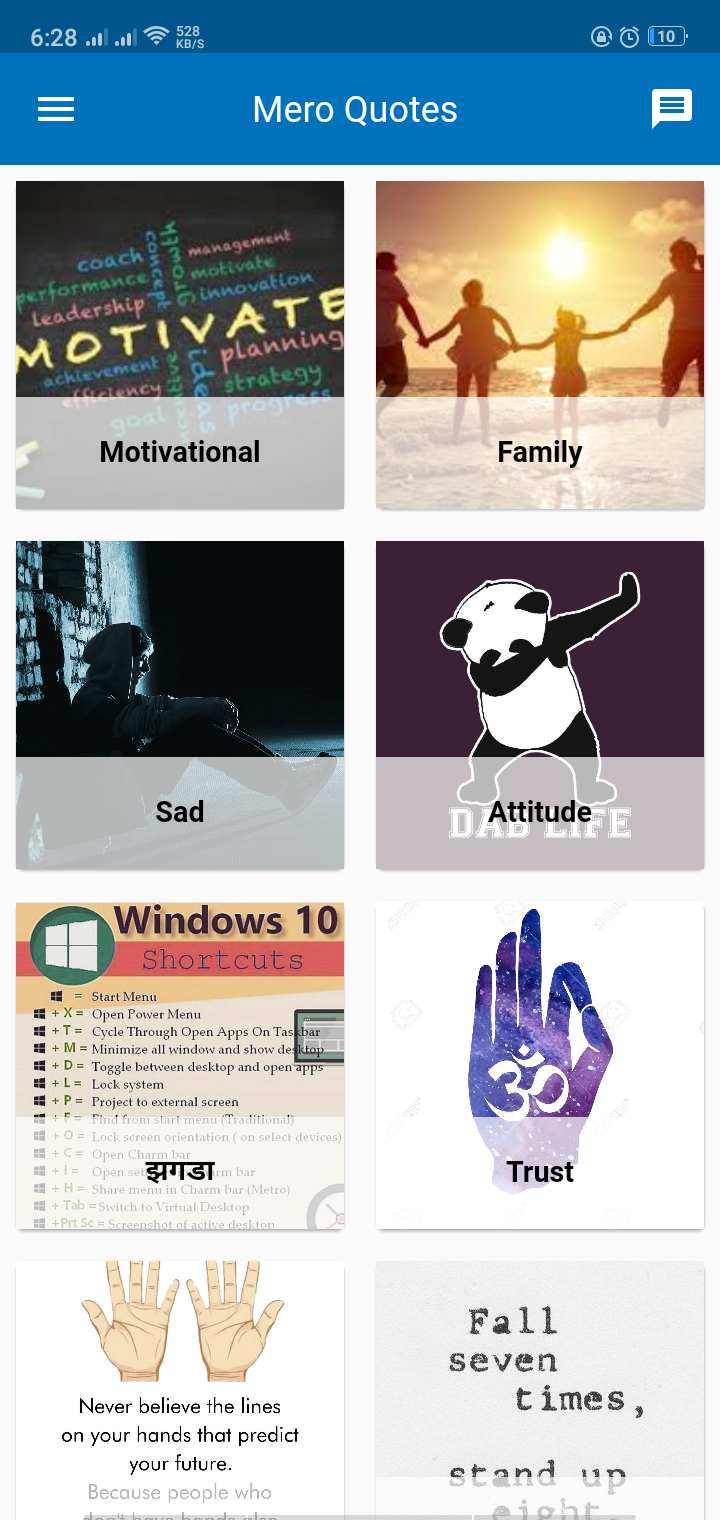 6:28
528
KB/S
10
Mero Quotes
coach
concept
growth
management
motivate
performance
innovation
leadership
MOTIVATE
planning
achievement
ideas
strategy
efficiency
goal
progress
Motivational
Family
Sad
DAB LIFE
Attitude
Windows 10
Shortcuts
= Start Menu
+ X = Open Power Menu
+ T = Cycle Through Open Apps On Taskbar
+ M = Minimize all window and show desktop
+ D = Toggle between desktop and open apps
+ L = Lock system
+ P = Project to external screen
+ F = Find from start menu (Traditional)
+ O = Lock screen orientation ( on select devices)
+ C = Open Charm bar
+ I = Open rm bar
झगडा
+ H = Share menu in Charm bar (Metro)
+ Tab = Switch to Virtual Desktop
+Prt Sc = Screenshot of active desktop
ॐ
Trust
Never believe the lines
on your hands that predict
your future.
Because people who
don't have hands also
Fall
seven
times,
stand up
eight.